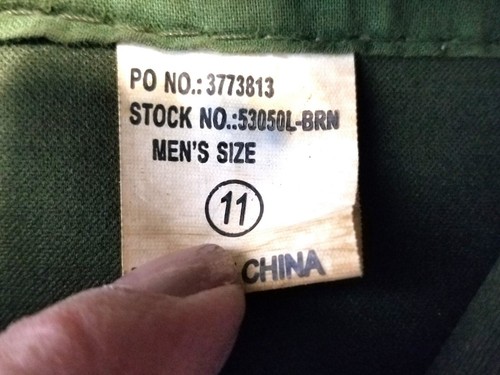 PO NO.: 3773813
STOCK NO.:53050L-BRN
MEN'S SIZE
11
CHINA